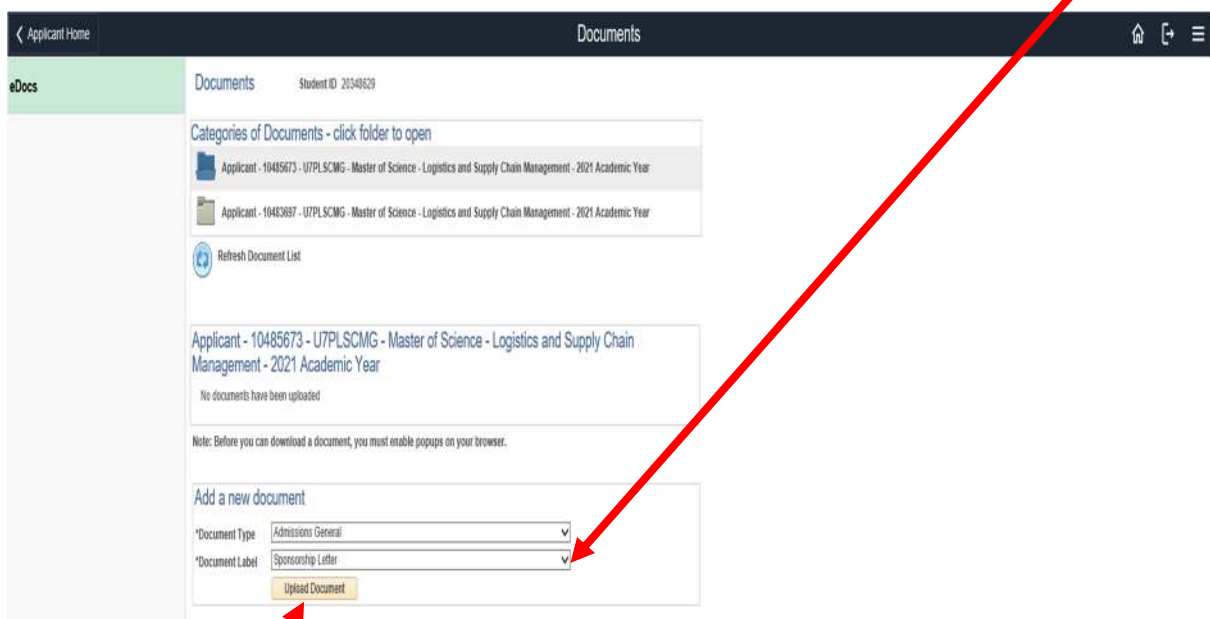 Applicant Home
Documents
eDocs
Documents Student ID 20348629
Categories of Documents - click folder to open
Applicant - 10485673 - U7PLSCMG - Master of Science - Logistics and Supply Chain Management - 2021 Academic Year
Applicant - 10483697 - U7PLSCMG - Master of Science - Logistics and Supply Chain Management - 2021 Academic Year
Refresh Document List
Applicant - 10485673 - U7PLSCMG - Master of Science - Logistics and Supply Chain
Management - 2021 Academic Year
No documents have been uploaded
Note: Before you can download a document, you must enable popups on your browser.
Add a new document
*Document Type Admissions General
*Document Label Sponsorship Letter
Upload Document